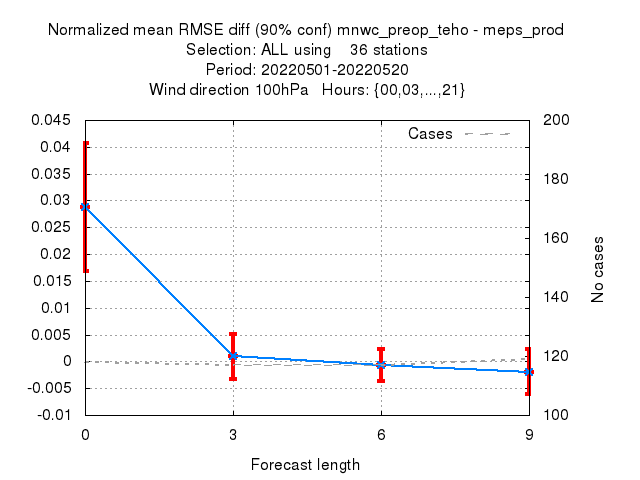 Normalized mean RMSE diff (90% conf) mnwc_preop_teho - meps_prod
Selection: ALL using 36 stations
Period: 20220501-20220520
Wind direction 100hPa Hours: {00,03,...,21}
Cases
0.045
0.04
0.035
0.03
0.025
0.02
0.015
0.01
0.005
0
-0.005
-0.01
200
180
160
140
120
100
No cases
0 3 6 9
Forecast length